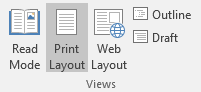 Read Mode
Print Layout
Web Layout
Outline
Draft
Views